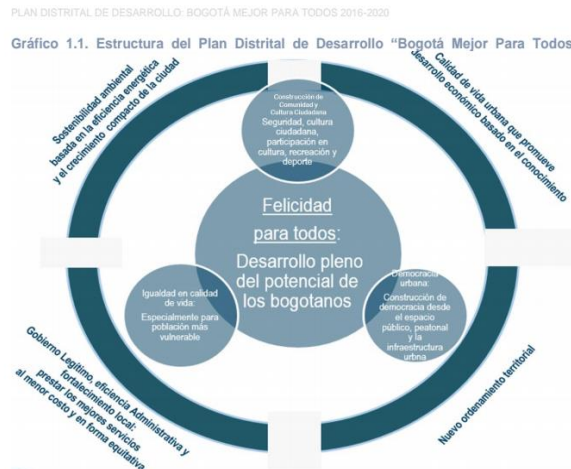 PLAN DISTRITAL DE DESARROLLO: BOGOTÁ MEJOR PARA TODOS 2016-2020
Gráfico 1.1. Estructura del Plan Distrital de Desarrollo “Bogotá Mejor Para Todos
Sostenibilidad ambiental
basada en la eficiencia energética
y el crecimiento compacto de la ciudad
Calidad de vida urbana que promueve
desarrollo económico basado en el conocimiento
Construcción de
Comunidad y
Cultura Ciudadana
Seguridad, cultura
ciudadana,
participación en
cultura, recreación y
deporte
Felicidad
para todos:
Desarrollo pleno
del potencial de
los bogotanos
Igualdad en calidad
de vida:
Especialmente para
población más
vulnerable
Democracia
urbana:
Construcción de
democracia desde
el espacio
público, peatonal
y la
infraestructura
urbna
Gobierno Legítimo, eficiencia Administrativa y
fortalecimiento local:
prestar los mejores servicios
al menor costo y en forma equitativa
Nuevo ordenamiento territorial